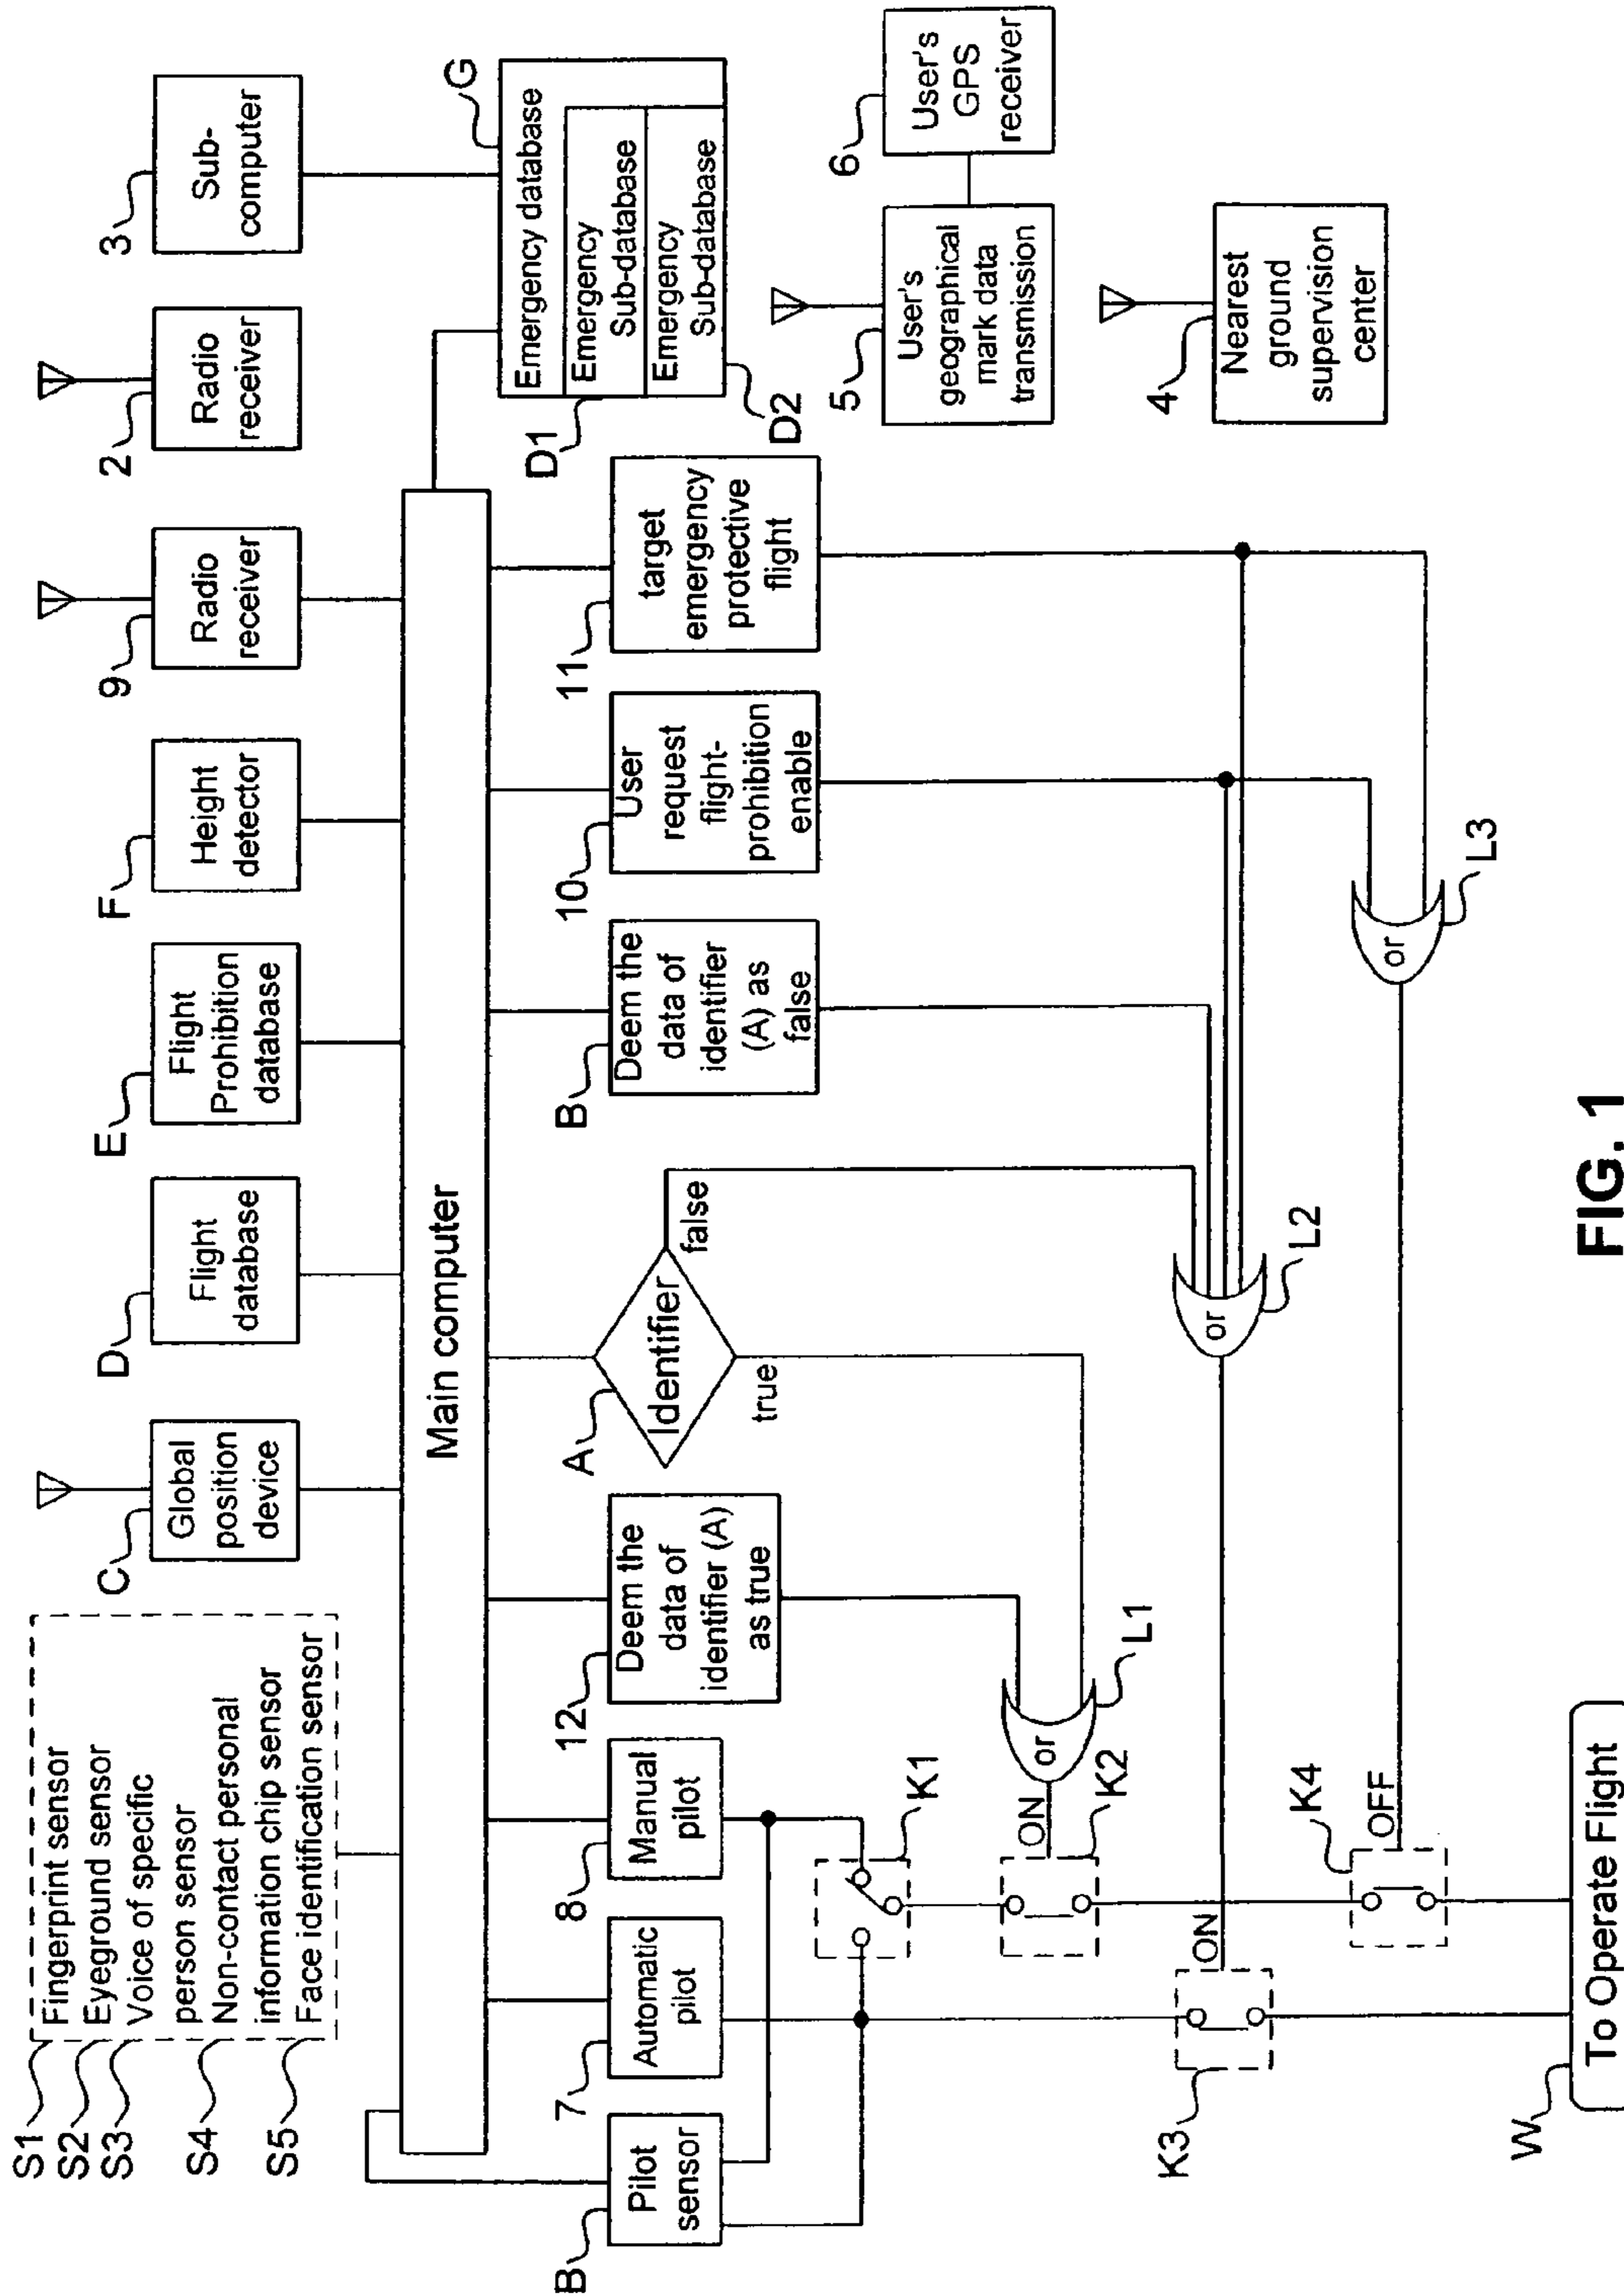 S1
S2
S3
S4
S5
Fingerprint sensor
Eyeground sensor
Voice of specific
person sensor
Non-contact personal
information chip sensor
Face identification sensor
C
Global
position
device
D
Flight
database
E
Flight
Prohibition
database
F
Height
detector
9
Radio
receiver
2
Radio
receiver
3
Sub-
computer
Main computer
G
Emergency database
Emergency
Sub-database
Emergency
Sub-database
D1
D2
B
Pilot
sensor
7
Automatic
pilot
8
Manual
pilot
12
Deem the
data of
identifier (A)
as true
A
Identifier
true
false
B
Deem the
data of
identifier
(A) as
false
10
User
request
flight-
prohibition
enable
11
target
emergency
protective
flight
5
User's
geographical
mark data
transmission
6
User's
GPS
receiver
4
Nearest
ground
supervision
center
K1
ON
K2
or
L1
K3
ON
or
L2
K4
OFF
or
L3
W
To Operate Flight
FIG. 1